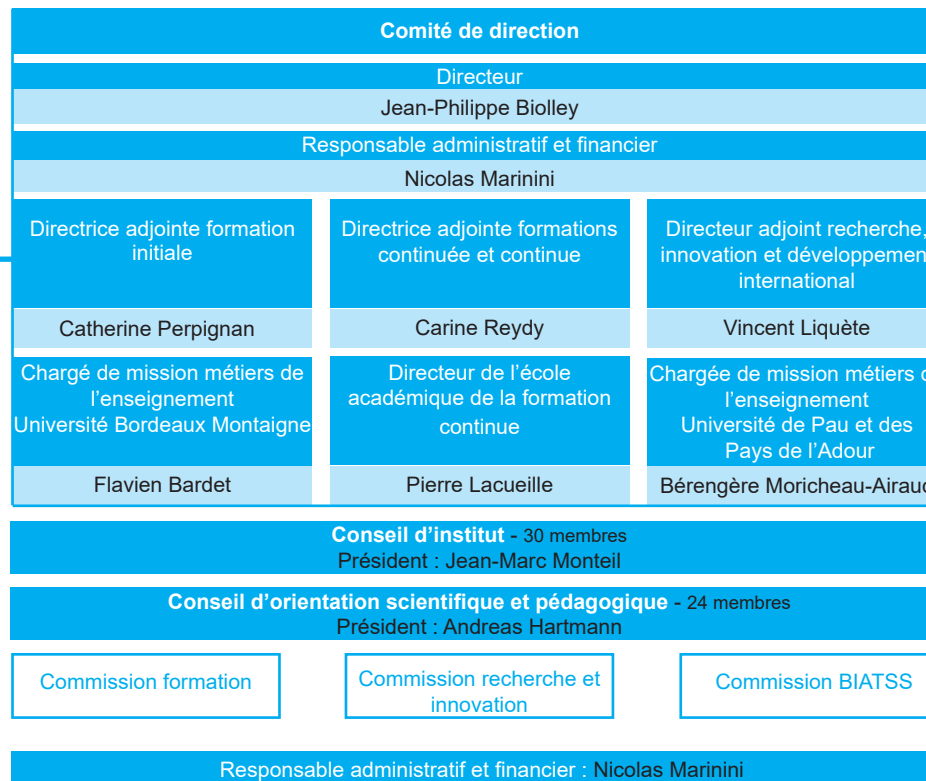 Comité de direction
Directeur
Jean-Philippe Biolley
Responsable administratif et financier
Nicolas Marinini
Directrice adjointe formation
initiale
Catherine Perpignan
Directrice adjointe formations
continuée et continue
Carine Reydy
Directeur adjoint recherche,
innovation et développemen
international
Vincent Liquète
Chargé de mission métiers de
l'enseignement
Université Bordeaux Montaigne
Flavien Bardet
Directeur de l'école
académique de la formation
continue
Pierre Lacueille
Chargée de mission métiers
l'enseignement
Université de Pau et des
Pays de l'Adour
Bérengère Moricheau-Airaud
Conseil d'institut - 30 membres
Président : Jean-Marc Monteil
Conseil d'orientation scientifique et pédagogique - 24 membres
Président : Andreas Hartmann
Commission formation
Commission recherche et
innovation
Commission BIATSS
Responsable administratif et financier : Nicolas Marinini